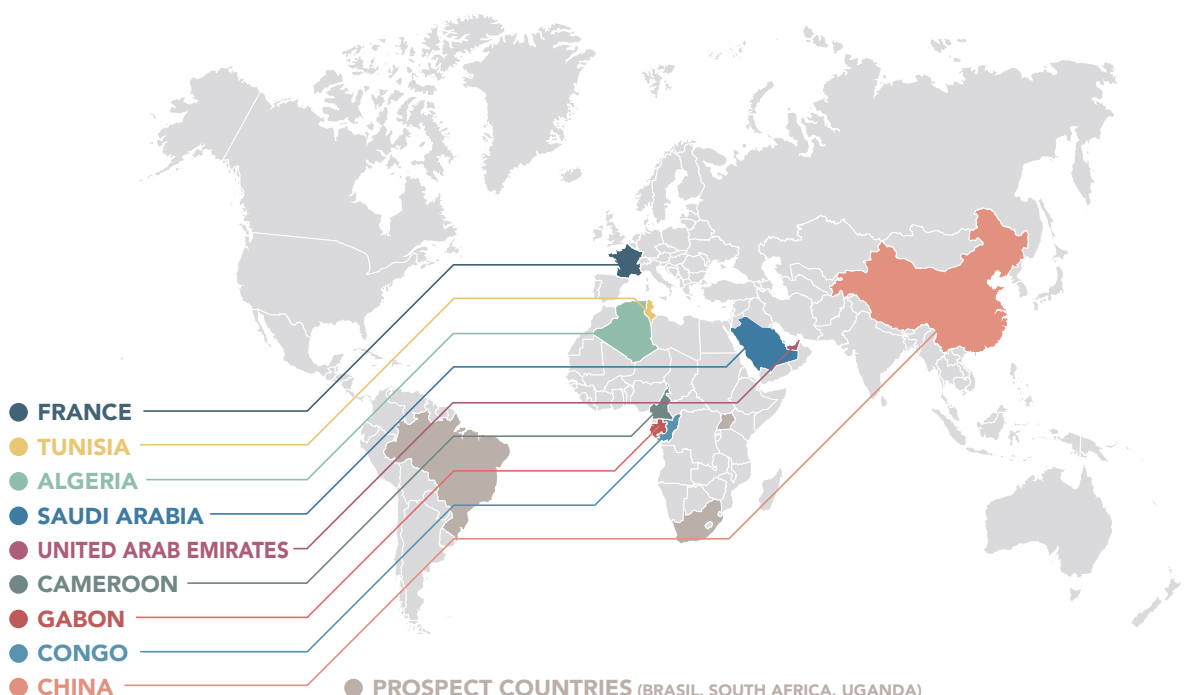 FRANCE
TUNISIA
ALGERIA
SAUDI ARABIA
UNITED ARAB EMIRATES
CAMEROON
GABON
CONGO
CHINA
PROSPECT COUNTRIES (BRASIL, SOUTH AFRICA, UGANDA)